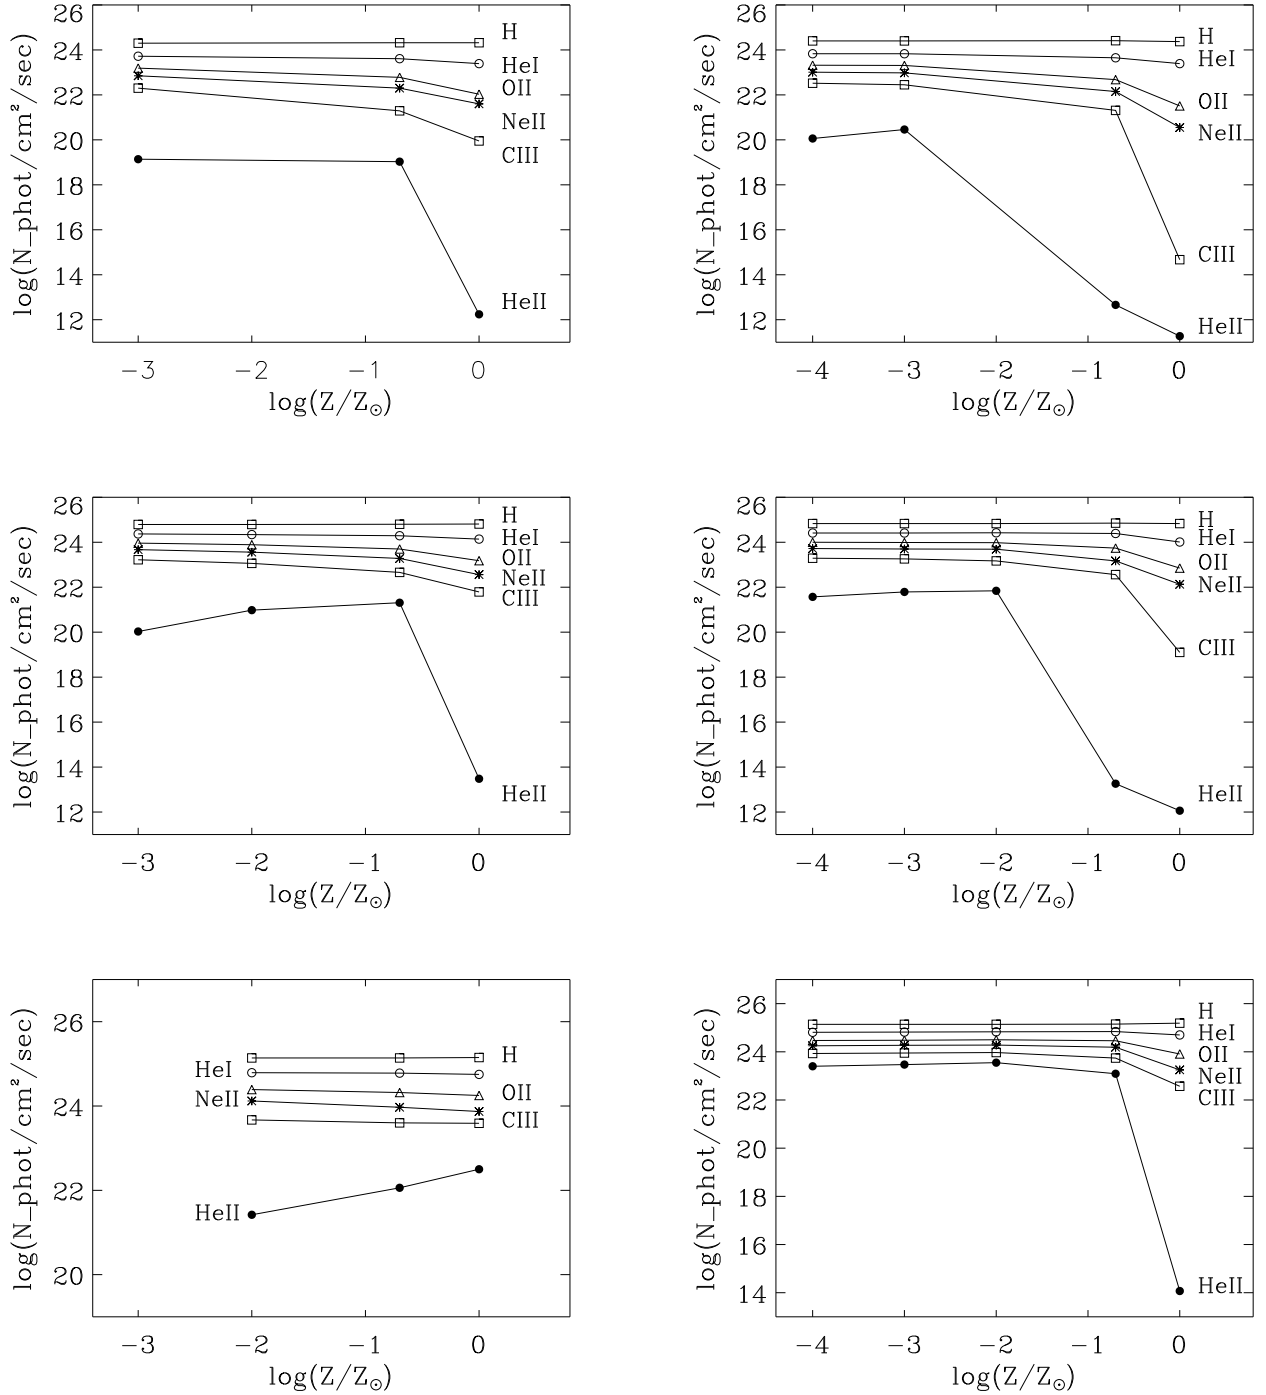 26
24
22
20
18
16
14
12
log(N_phot/cm²/sec)
H
HeI
OII
NeII
CIII
HeII
−3 −2 −1 0
log(Z/Z⊙)
26
24
22
20
18
16
14
12
log(N_phot/cm²/sec)
H
HeI
OII
NeII
CIII
HeII
−4 −3 −2 −1 0
log(Z/Z⊙)
26
24
22
20
18
16
14
12
log(N_phot/cm²/sec)
H
HeI
OII
NeII
CIII
HeII
−3 −2 −1 0
log(Z/Z⊙)
26
24
22
20
18
16
14
12
log(N_phot/cm²/sec)
H
HeI
OII
NeII
CIII
HeII
−4 −3 −2 −1 0
log(Z/Z⊙)
26
24
22
20
log(N_phot/cm²/sec)
H
HeI
OII
NeII
CIII
HeII
−3 −2 −1 0
log(Z/Z⊙)
26
24
22
20
18
16
14
log(N_phot/cm²/sec)
H
HeI
OII
NeII
CIII
HeII
−4 −3 −2 −1 0
log(Z/Z⊙)